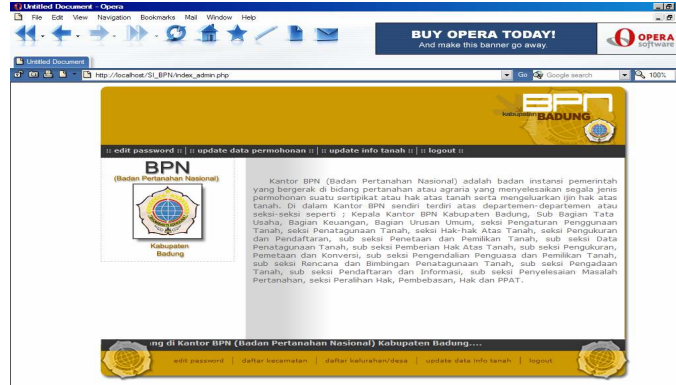 Untitled Document - Opera
File Edit View Navigation Bookmarks Mail Window Help
BUY OPERA TODAY!
And make this banner go away.
OPERA
software
Untitled Document
http://localhost/SI_BPN/index_admin.php
Go
Google search
100%
BPN
kabupaten BADUNG
:: edit password :: | :: update data permohonan :: | :: update info tanah :: | :: logout ::
BPN
(Badan Pertanahan Nasional)
Kabupaten
Badung
Kantor BPN (Badan Pertanahan Nasional) adalah badan instansi pemerintah
yang bergerak di bidang pertanahan atau agraria yang menyelesaikan segala jenis
permohonan suatu sertipikat atau hak atas tanah serta mengeluarkan ijin hak atas
tanah. Di dalam Kantor BPN sendiri terdiri atas departemen-departemen atau
seksi-seksi seperti : Kepala Kantor BPN Kabupaten Badung, Sub Bagian Tata
Usaha, Bagian Keuangan, Bagian Urusan Umum, seksi Pengaturan Penggunaan
Tanah, seksi Penatagunaan Tanah, seksi Hak-hak Atas Tanah, seksi Pengukuran
dan Pendaftaran, sub seksi Penetaan dan Pemilikan Tanah, sub seksi Data
Penatagunaan Tanah, sub seksi Pemberian Hak Atas Tanah, sub seksi Pengukuran,
Pemetaan dan Konversi, sub seksi Pengendalian Penguasa dan Pemilikan Tanah,
sub seksi Rencana dan Bimbingan Penatagunaan Tanah, sub seksi Pengadaan
Tanah, sub seksi Pendaftaran dan Informasi, sub seksi Penyelesaian Masalah
Pertanahan, seksi Peralihan Hak, Pembebasan, Hak dan PPAT.
ng di Kantor BPN (Badan Pertanahan Nasional) Kabupaten Badung....
edit password | daftar kecamatan | daftar kelurahan/desa | update data info tanah | logout